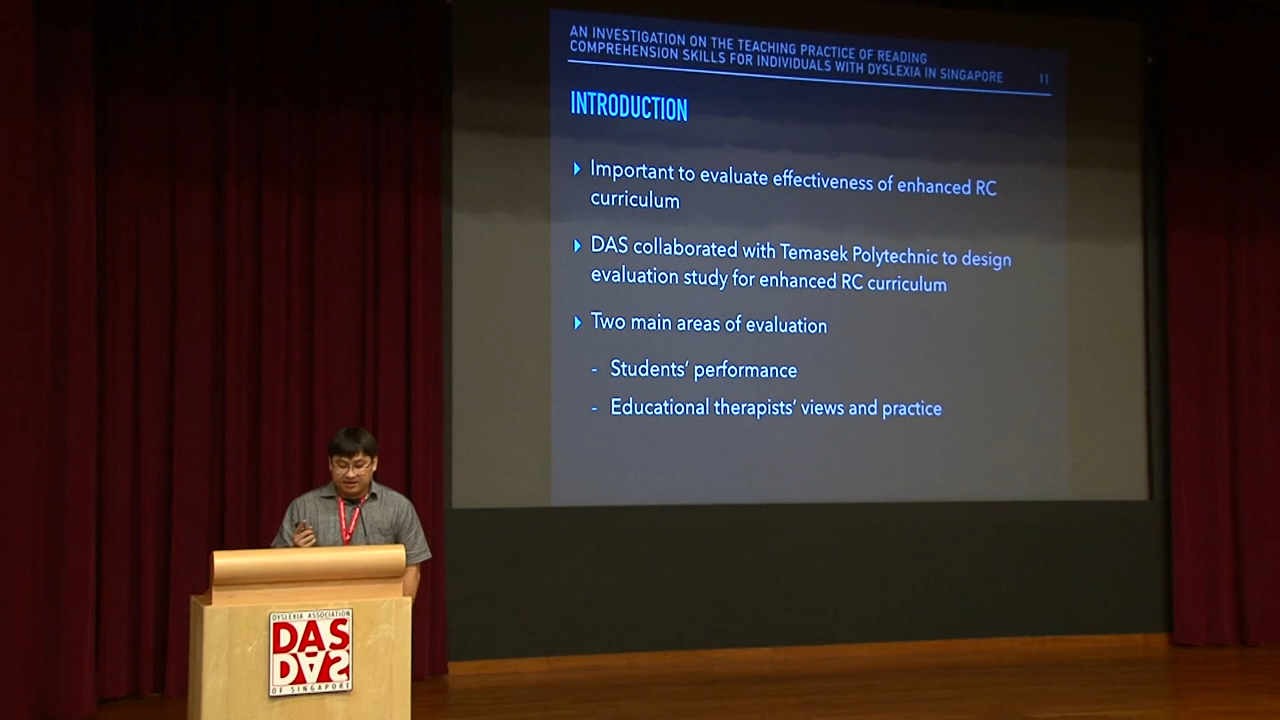 AN INVESTIGATION ON THE TEACHING PRACTICE OF READING
COMPREHENSION SKILLS FOR INDIVIDUALS WITH DYSLEXIA IN SINGAPORE 11
INTRODUCTION
Important to evaluate effectiveness of enhanced RC
curriculum
DAS collaborated with Temasek Polytechnic to design
evaluation study for enhanced RC curriculum
Two main areas of evaluation
- Students' performance
- Educational therapists' views and practice
DYSLEXIA ASSOCIATION
DAS
DAS
OF SINGAPORE